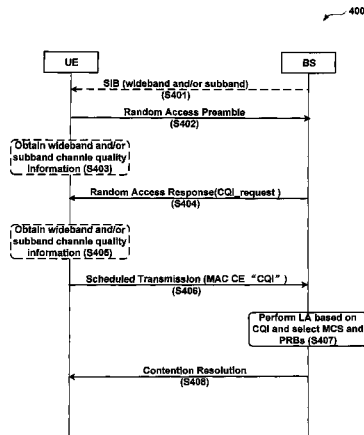 400
UE
BS
SIB (wideband and/or subband)
(S401)
Random Access Preamble
(S402)
Obtain wideband and/or
subband channle quality
information (S403)
Random Access Response(CQI_request )
(S404)
Obtain wideband and/or
subband channle quality
information (S405)
Scheduled Transmission (MAC CE "CQI" )
(S406)
Perform LA based on
CQI and select MCS and
PRBs (S407)
Contention Resolution
(S408)